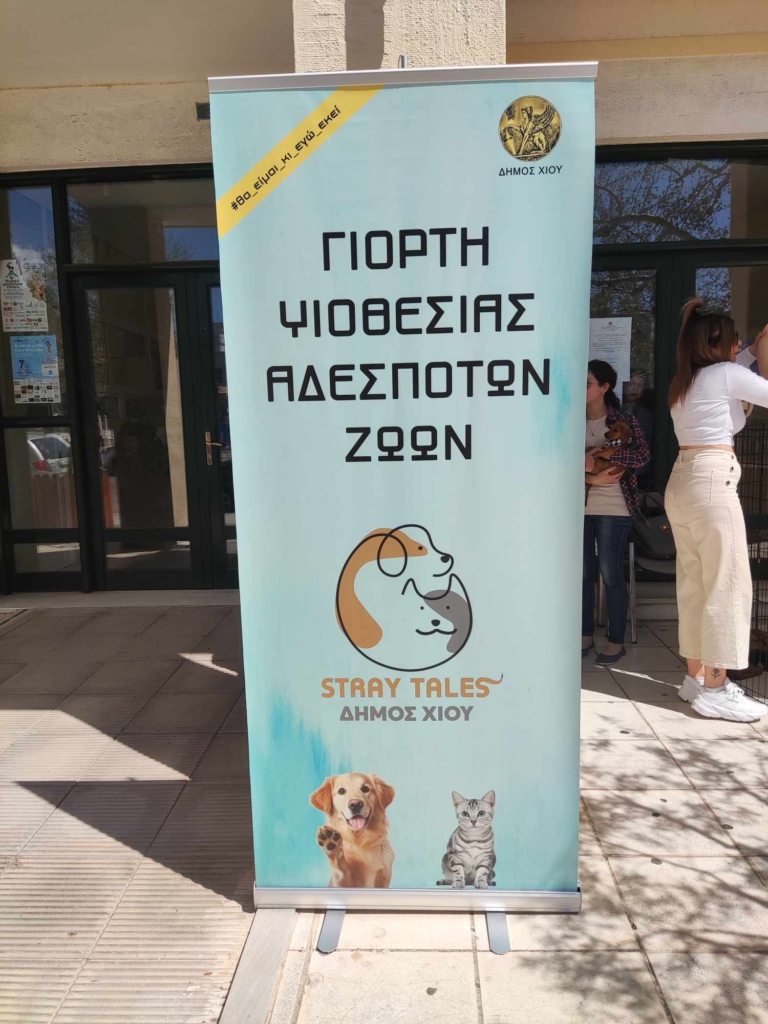 #θα_είμαι_κι_εγώ_εκεί
ΔΗΜΟΣ ΧΙΟΥ
ΓΙΟΡΤΗ
ΥΙΟΘΕΣΙΑΣ
ΑΔΕΣΠΟΤΩΝ
ΖΩΩΝ
STRAY TALES
ΔΗΜΟΣ ΧΙΟΥ